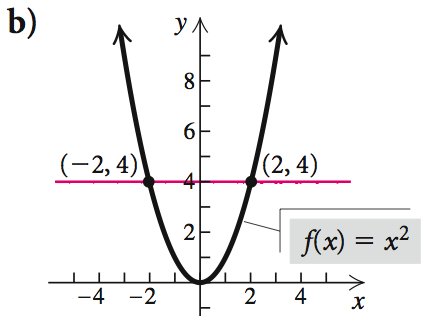 b)
y
8
6
(−2, 4)
4
(2, 4)
2
f(x) = x²
−4 −2 2 4
x